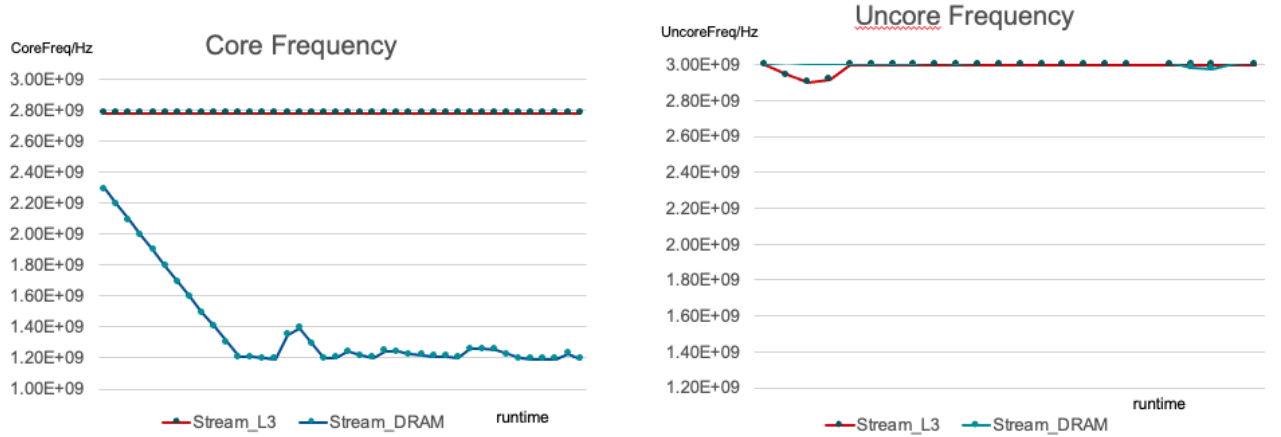 Core Frequency
CoreFreq/Hz
3.00E+09
2.80E+09
2.60E+09
2.40E+09
2.20E+09
2.00E+09
1.80E+09
1.60E+09
1.40E+09
1.20E+09
1.00E+09
runtime
Stream_L3
Stream_DRAM
Uncore Frequency
UncoreFreq/Hz
3.00E+09
2.80E+09
2.60E+09
2.40E+09
2.20E+09
2.00E+09
1.80E+09
1.60E+09
1.40E+09
1.20E+09
runtime
Stream_L3
Stream_DRAM